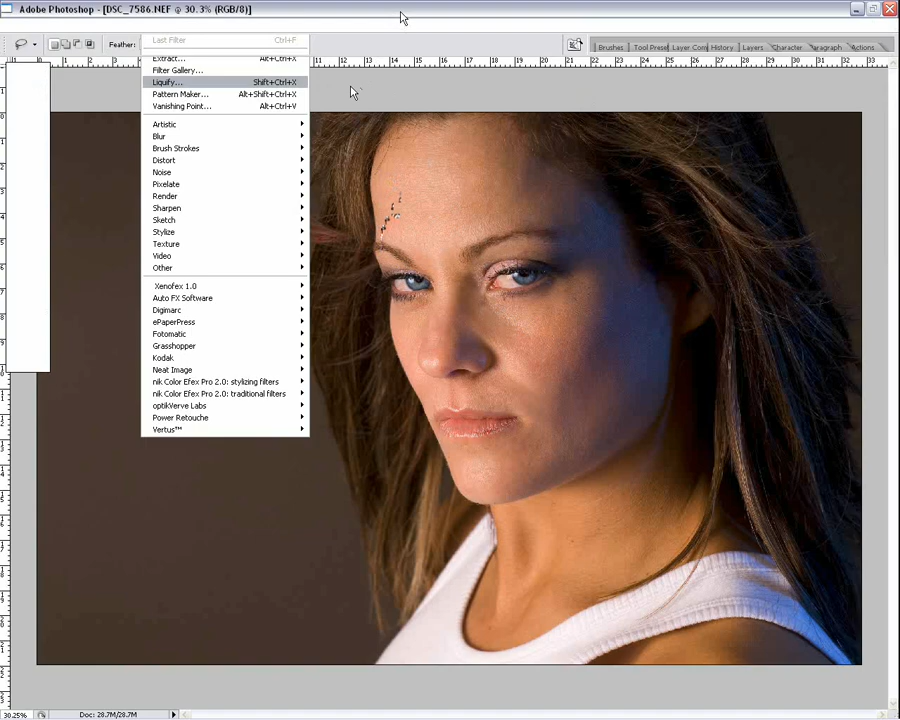 Adobe Photoshop - [DSC_7586.NEF @ 30.3% (RGB/8)]
Feather:
Brushes
Tool Prese
Layer Com
History
Layers
Character
Paragraph
Actions
Last Filter Ctrl+F
Extract... Alt+Ctrl+X
Filter Gallery...
Liquify... Shift+Ctrl+X
Pattern Maker... Alt+Shift+Ctrl+X
Vanishing Point... Alt+Ctrl+V
Artistic
Blur
Brush Strokes
Distort
Noise
Pixelate
Render
Sharpen
Sketch
Stylize
Texture
Video
Other
Xenofex 1.0
Auto FX Software
Digimarc
ePaperPress
Fotomatic
Grasshopper
Kodak
Neat Image
nik Color Efex Pro 2.0: stylizing filters
nik Color Efex Pro 2.0: traditional filters
optikVerve Labs
Power Retouche
Vertus™
30.25% Doc: 28.7M/28.7M